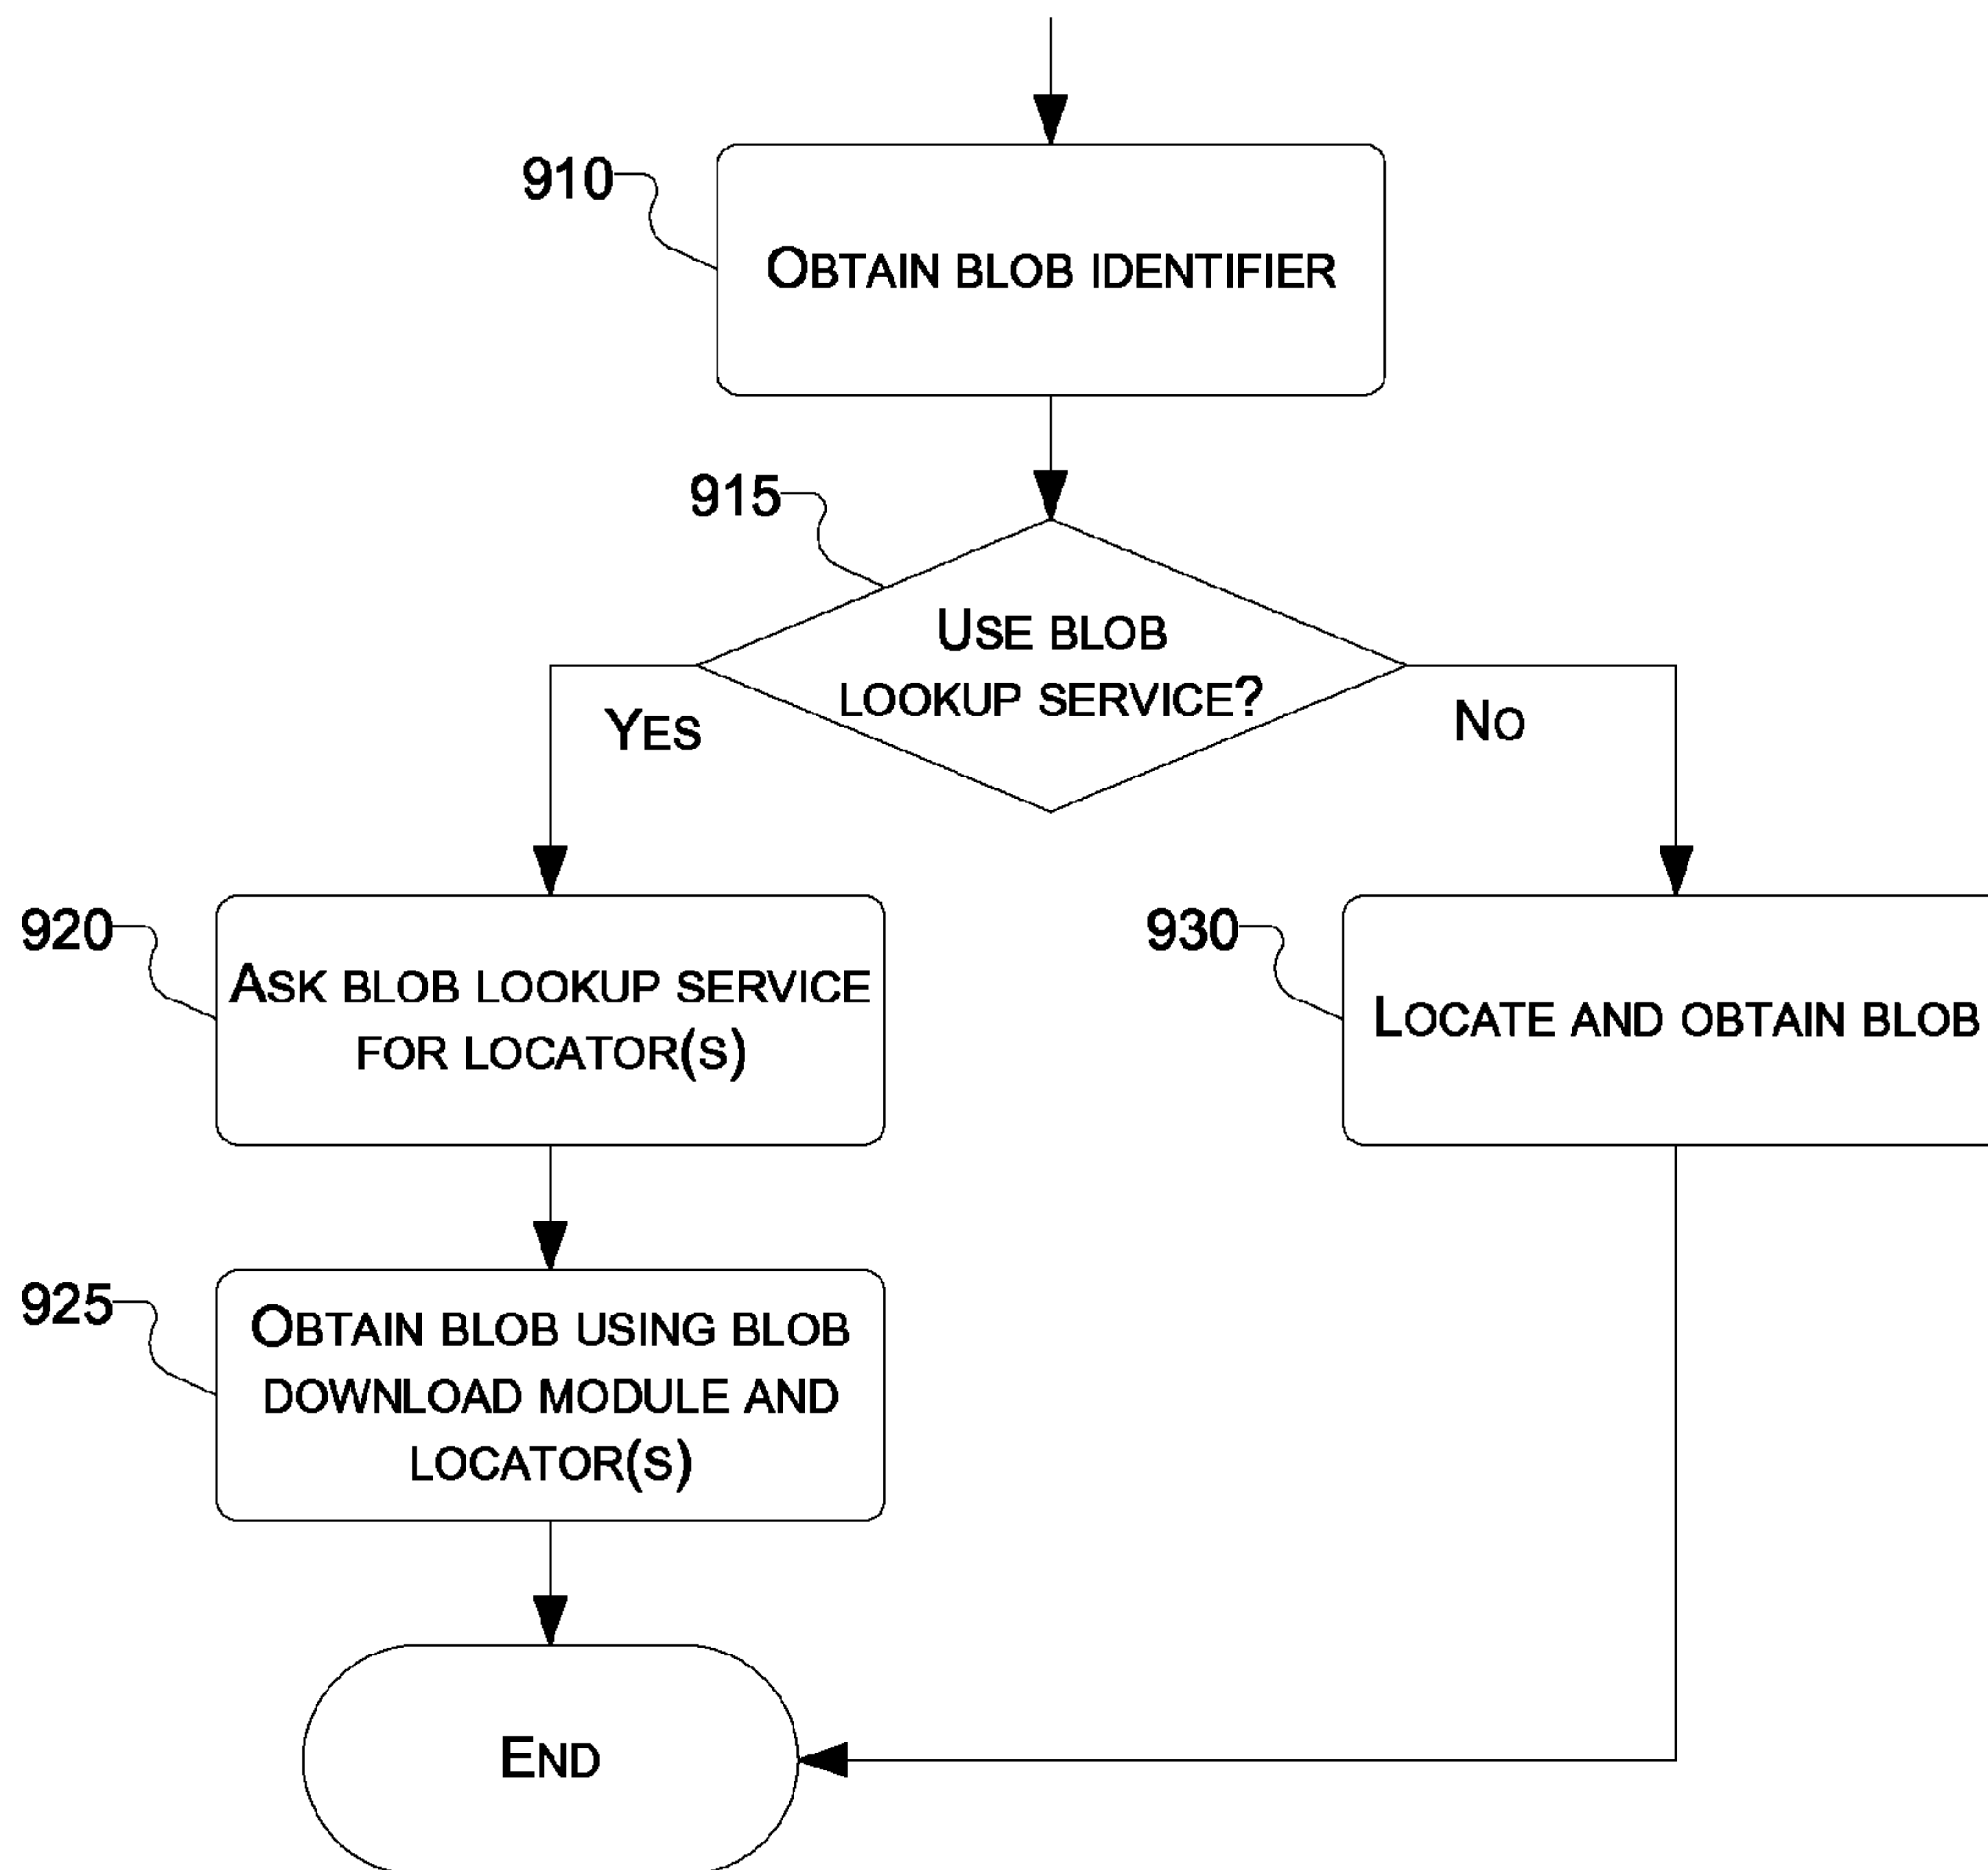 910
OBTAIN BLOB IDENTIFIER
915
USE BLOB
LOOKUP SERVICE?
YES
NO
920
ASK BLOB LOOKUP SERVICE
FOR LOCATOR(S)
930
LOCATE AND OBTAIN BLOB
925
OBTAIN BLOB USING BLOB
DOWNLOAD MODULE AND
LOCATOR(S)
END